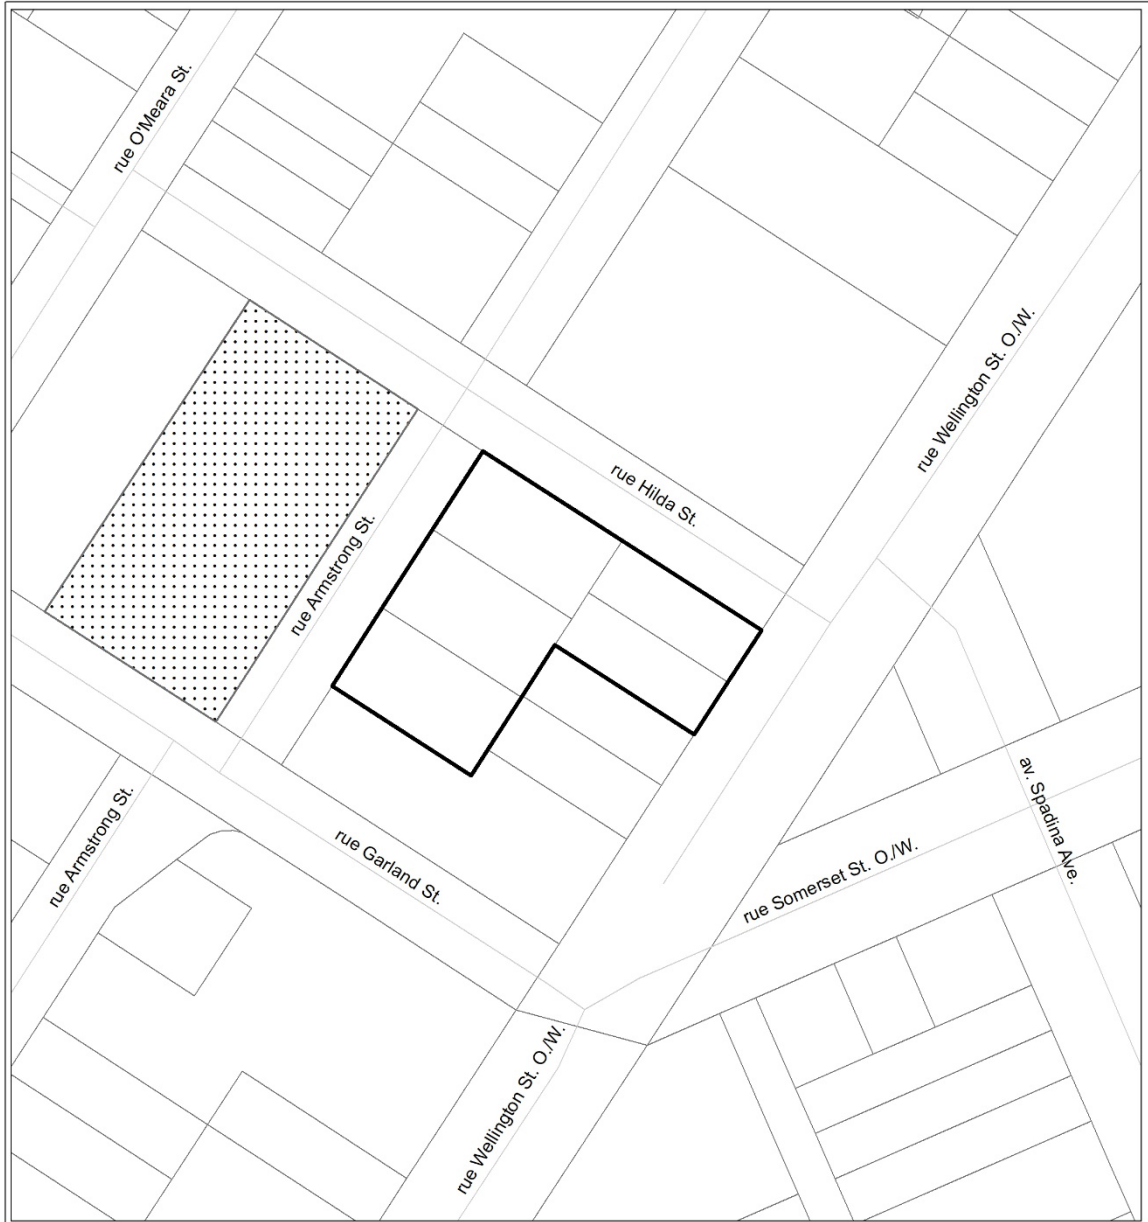 rue O'Meara St.
rue Wellington St. O./W.
rue Hilda St.
rue Armstrong St.
av. Spadina Ave.
rue Armstrong St.
rue Garland St.
rue Somerset St. O./W.
rue Wellington St. O./W.